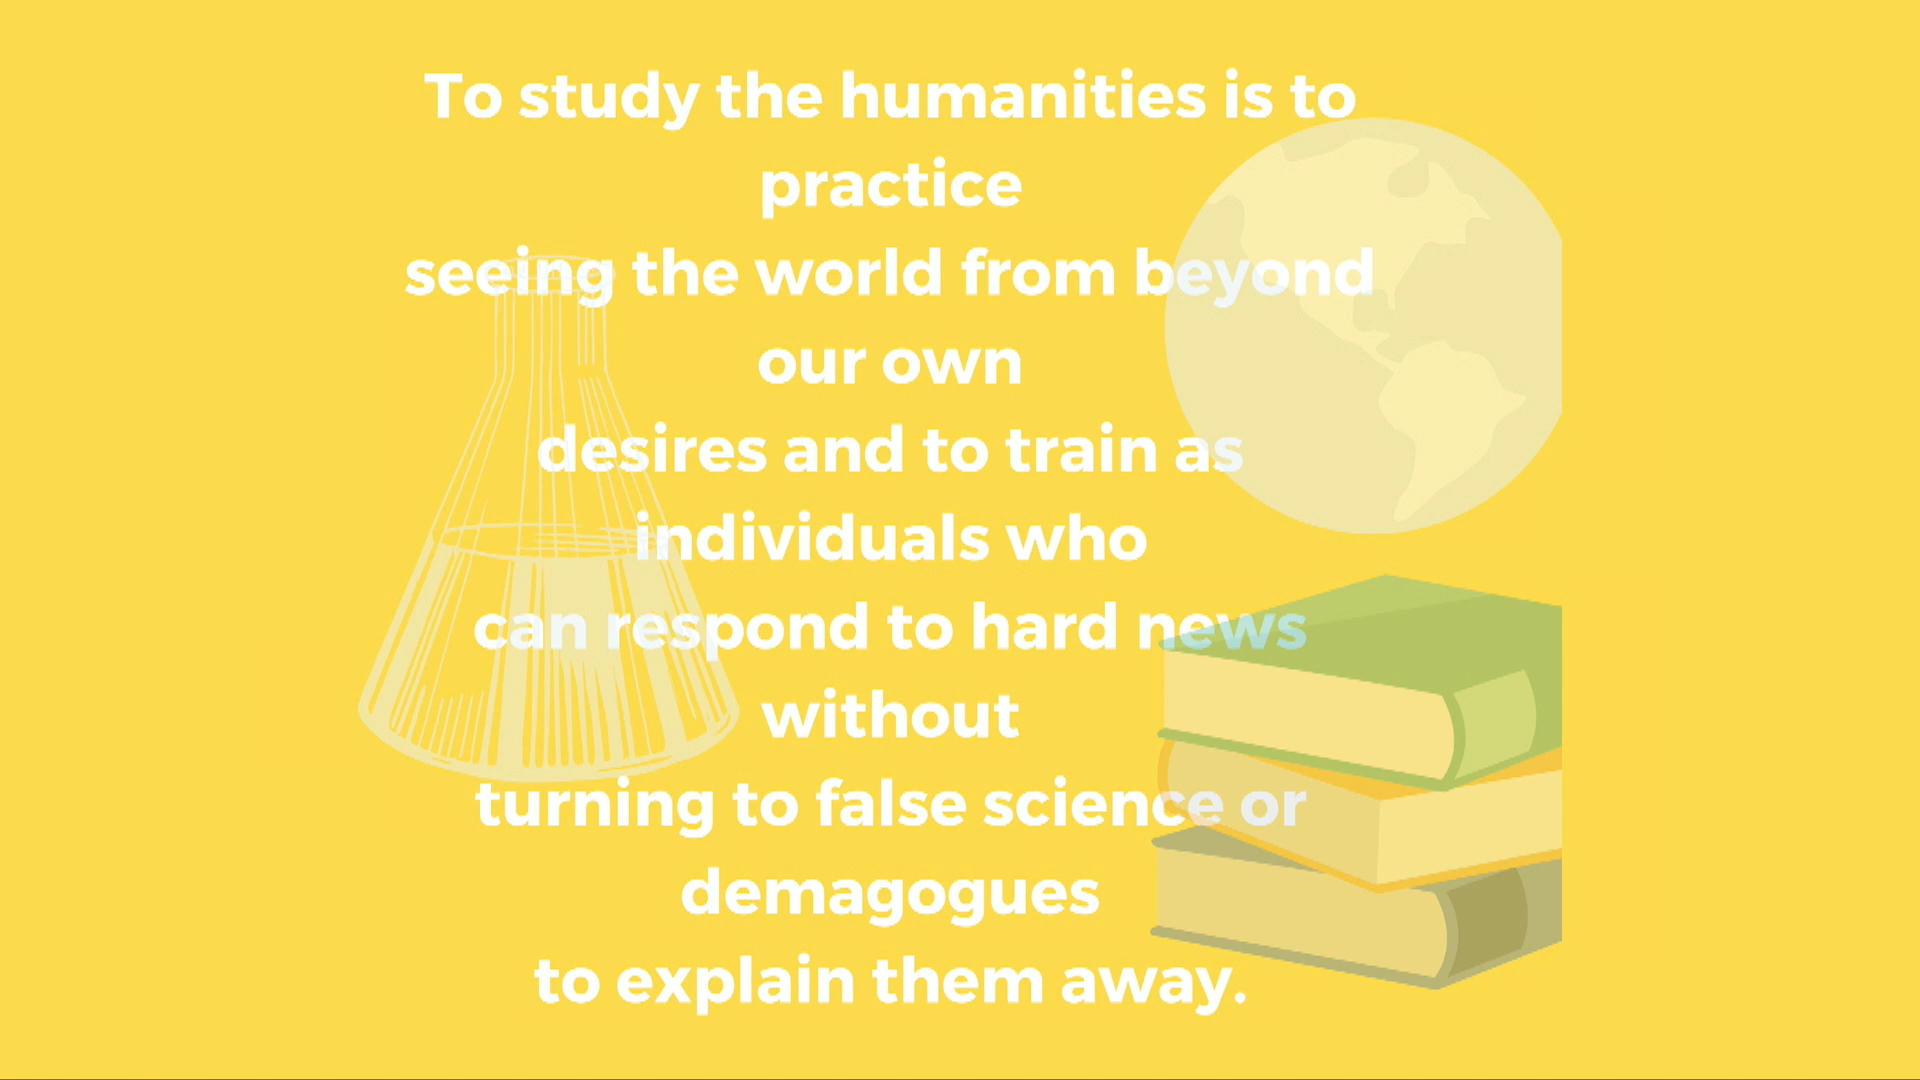 To study the humanities is to
practice
seeing the world from beyond
our own
desires and to train as
individuals who
can respond to hard news
without
turning to false science or
demagogues
to explain them away.